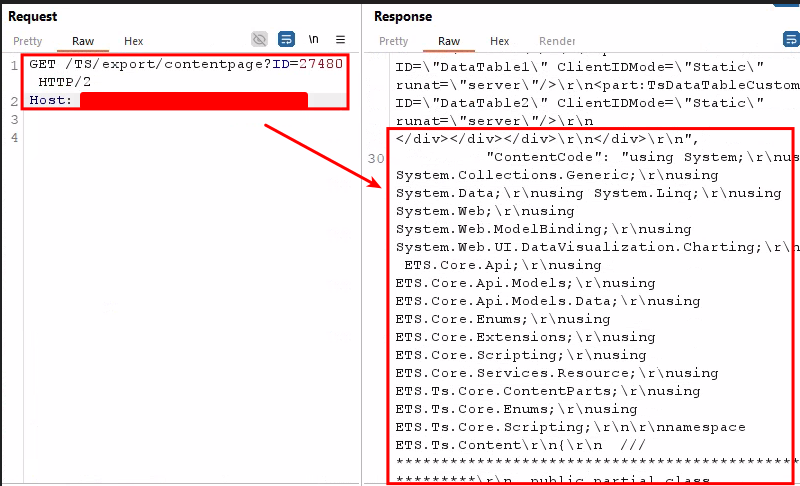 Request
Pretty Raw Hex
\n
1 GET /TS/export/contentpage?ID=27480
HTTP/2
2 Host:
3
4
Response
Pretty Raw Hex Render
ID=\"DataTable1\" ClientIDMode=\"Static\"
runat=\"server\"/>\r\n<part:TsDataTableCustom
ID=\"DataTable2\" ClientIDMode=\"Static\"
runat=\"server\"/>\r\n
</div></div></div>\r\n</div>\r\n",
30 "ContentCode": "using System;\r\nus
System.Collections.Generic;\r\nusing
System.Data;\r\nusing System.Linq;\r\nusing
System.Web;\r\nusing
System.Web.ModelBinding;\r\nusing
System.Web.UI.DataVisualization.Charting;\r\n
ETS.Core.Api;\r\nusing
ETS.Core.Api.Models;\r\nusing
ETS.Core.Api.Models.Data;\r\nusing
ETS.Core.Enums;\r\nusing
ETS.Core.Extensions;\r\nusing
ETS.Core.Scripting;\r\nusing
ETS.Core.Services.Resource;\r\nusing
ETS.Ts.Core.ContentParts;\r\nusing
ETS.Ts.Core.Enums;\r\nusing
ETS.Ts.Core.Scripting;\r\n\r\nnamespace
ETS.Ts.Content\r\n{\r\n ///
*********************************************
*********\r\n public partial class